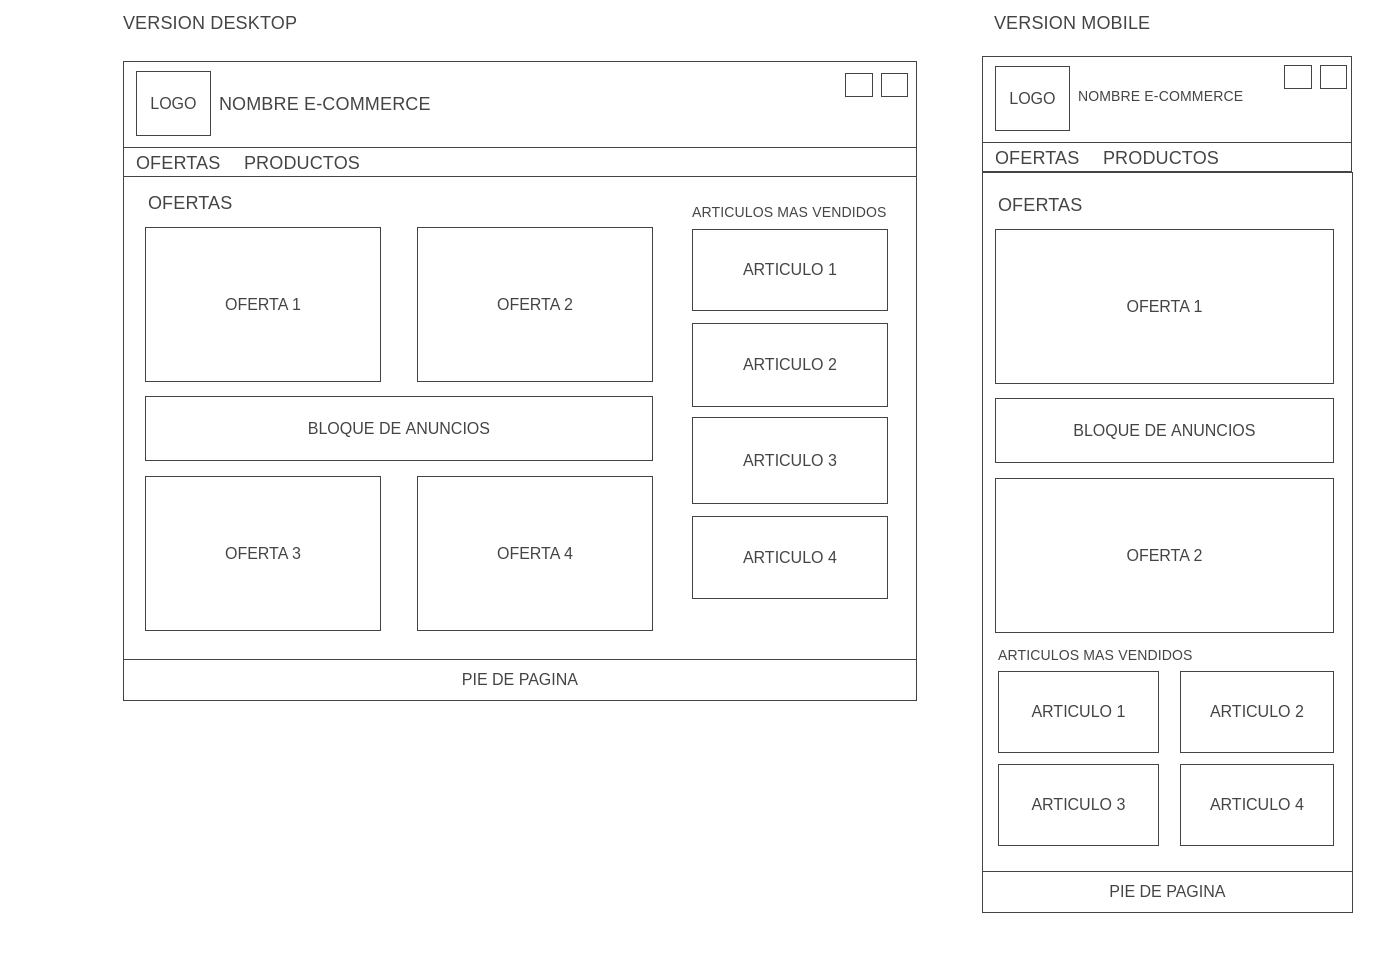 VERSION DESKTOP
LOGO
NOMBRE E-COMMERCE
OFERTAS PRODUCTOS
OFERTAS
OFERTA 1
OFERTA 2
BLOQUE DE ANUNCIOS
OFERTA 3
OFERTA 4
ARTICULOS MAS VENDIDOS
ARTICULO 1
ARTICULO 2
ARTICULO 3
ARTICULO 4
PIE DE PAGINA
VERSION MOBILE
LOGO
NOMBRE E-COMMERCE
OFERTAS PRODUCTOS
OFERTAS
OFERTA 1
BLOQUE DE ANUNCIOS
OFERTA 2
ARTICULOS MAS VENDIDOS
ARTICULO 1
ARTICULO 2
ARTICULO 3
ARTICULO 4
PIE DE PAGINA